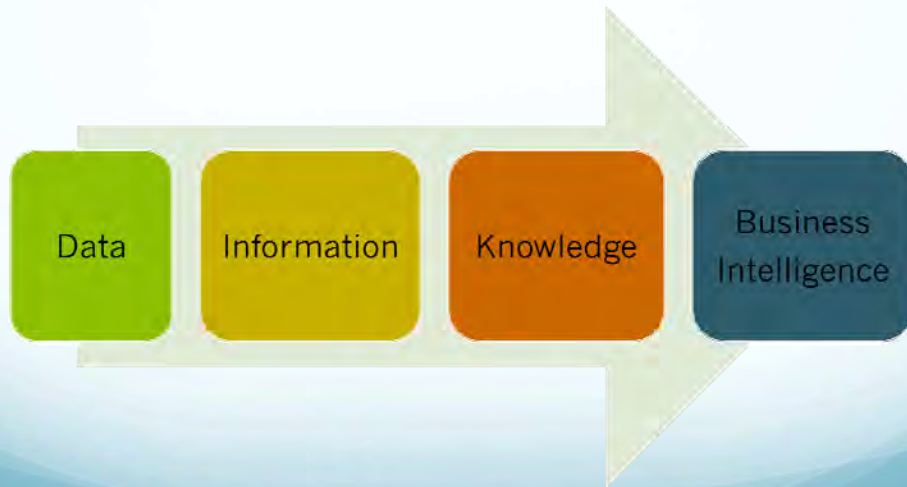 Data
Information
Knowledge
Business
Intelligence